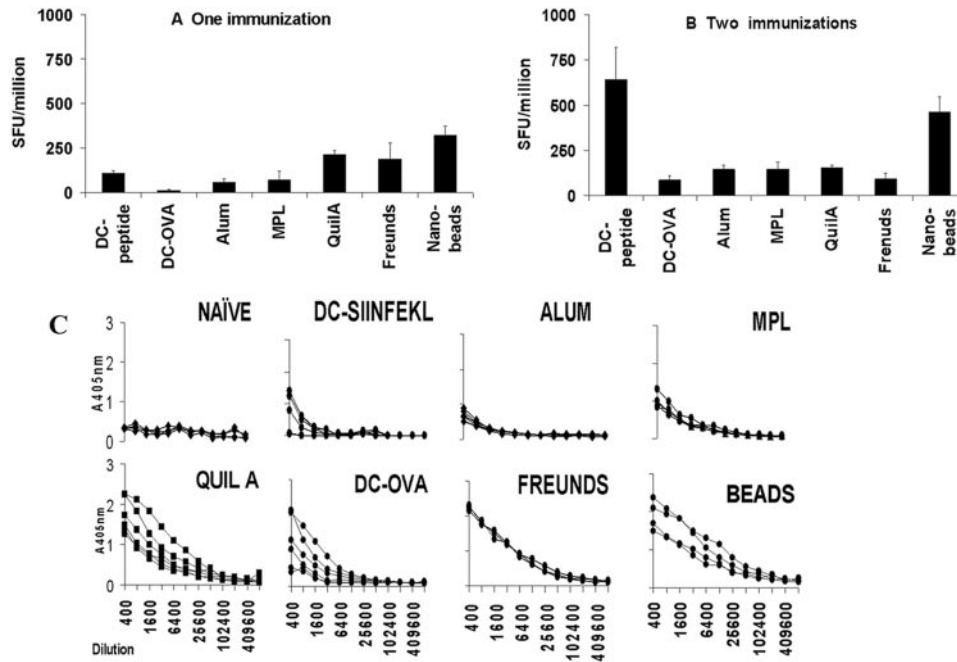 A One immunization
SFU/million
1000
750
500
250
0
DC-peptide
DC-OVA
Alum
MPL
QuilA
Freunds
Nano-beads
B Two immunizations
SFU/million
1000
750
500
250
0
DC-peptide
DC-OVA
Alum
MPL
QuilA
Frenuds
Nano-beads
C
NAÏVE
DC-SIINFEKL
ALUM
MPL
A405nm
3
2
1
0
QUIL A
DC-OVA
FREUNDS
BEADS
A405nm
3
2
1
0
400
1600
6400
25600
102400
409600
400
1600
6400
25600
102400
409600
400
1600
6400
25600
102400
409600
400
1600
6400
25600
102400
409600
Dilution